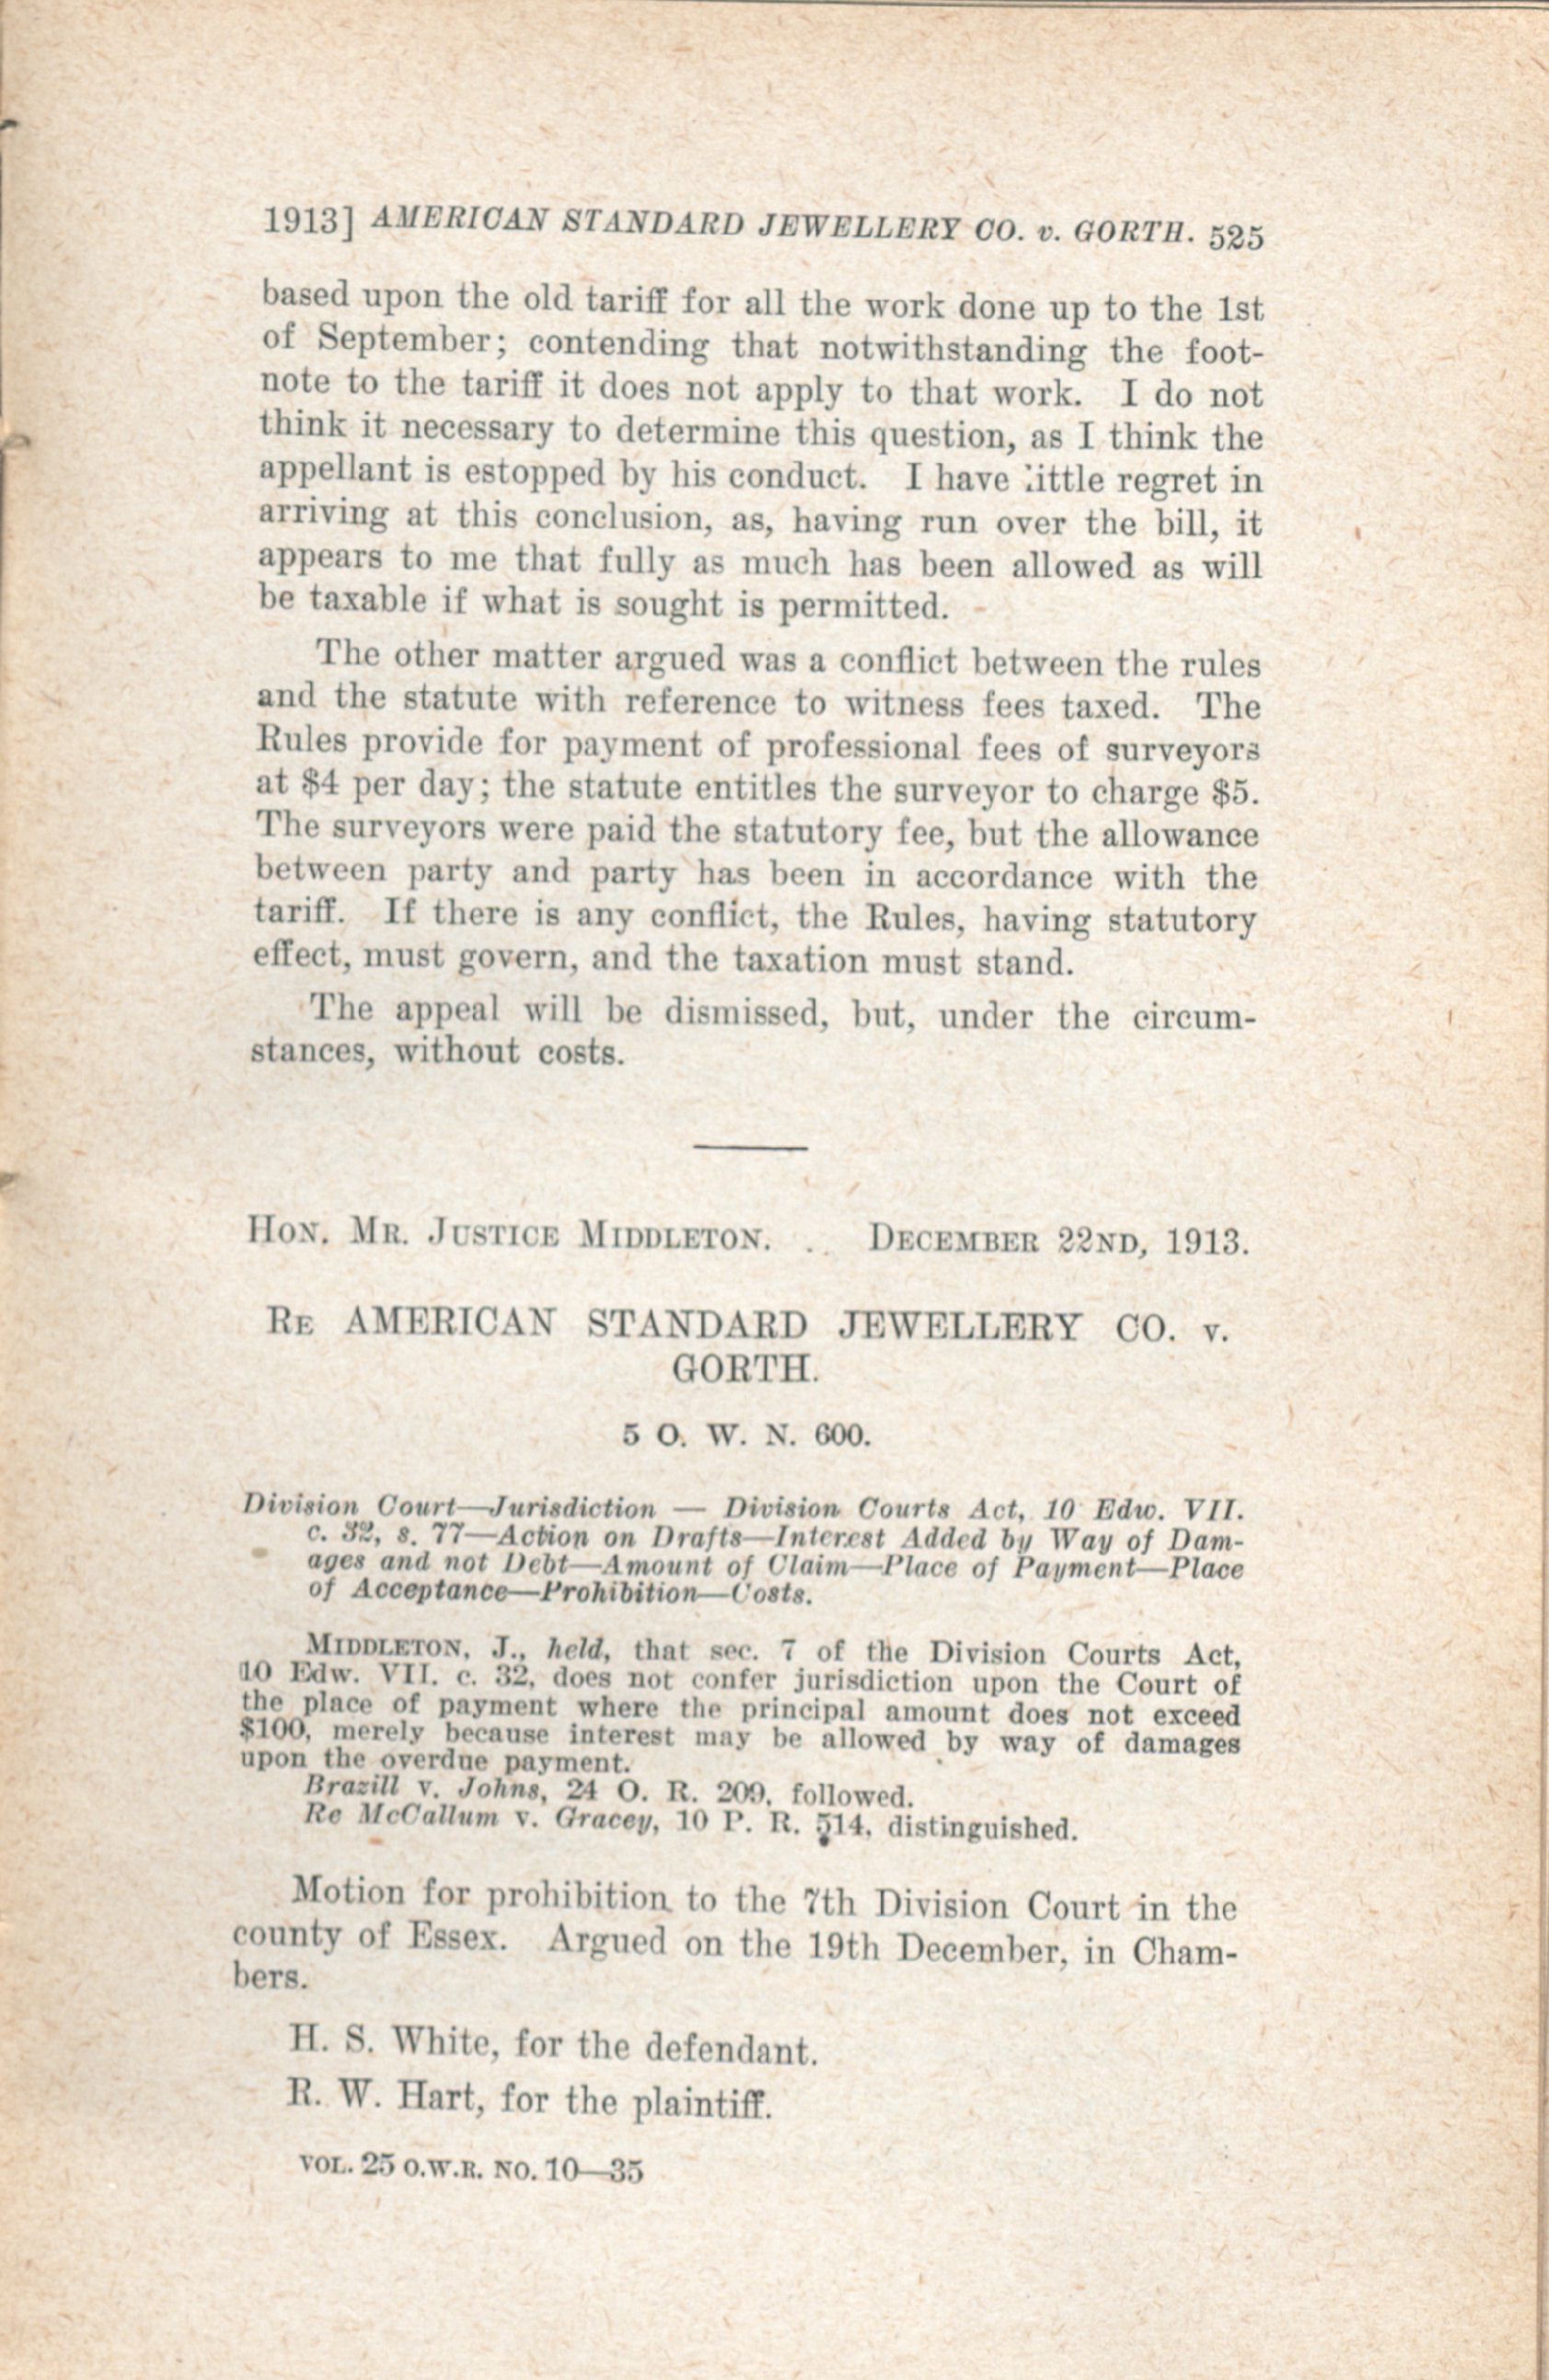 1913] AMERICAN STANDARD JEWELLERY CO. v. GORTH. 525
based upon the old tariff for all the work done up to the 1st
of September; contending that notwithstanding the foot-
note to the tariff it does not apply to that work. I do not
think it necessary to determine this question, as I think the
appellant is estopped by his conduct. I have little regret in
arriving at this conclusion, as, having run over the bill, it
appears to me that fully as much has been allowed as will
be taxable if what is sought is permitted.
The other matter argued was a conflict between the rules
and the statute with reference to witness fees taxed. The
Rules provide for payment of professional fees of surveyors
at $4 per day; the statute entitles the surveyor to charge $5.
The surveyors were paid the statutory fee, but the allowance
between party and party has been in accordance with the
tariff. If there is any conflict, the Rules, having statutory
effect, must govern, and the taxation must stand.
The appeal will be dismissed, but, under the circum-
stances, without costs.
HON. MR. JUSTICE MIDDLETON. DECEMBER 22ND, 1913.
RE AMERICAN STANDARD JEWELLERY CO. v.
GORTH.
5 O. W. N. 600.
Division Court—Jurisdiction — Division Courts Act, 10 Edw. VII.
c. 32, s. 77—Action on Drafts—Interest Added by Way of Dam-
ages and not Debt—Amount of Claim—Place of Payment—Place
of Acceptance—Prohibition—Costs.
MIDDLETON, J., held, that sec. 7 of the Division Courts Act,
10 Edw. VII. c. 32, does not confer jurisdiction upon the Court of
the place of payment where the principal amount does not exceed
$100, merely because interest may be allowed by way of damages
upon the overdue payment.
Brazill v. Johns, 24 O. R. 209, followed.
Re McCallum v. Gracey, 10 P. R. 514, distinguished.
Motion for prohibition to the 7th Division Court in the
county of Essex. Argued on the 19th December, in Cham-
bers.
H. S. White, for the defendant.
R. W. Hart, for the plaintiff.
VOL. 25 O.W.R. NO. 10—35